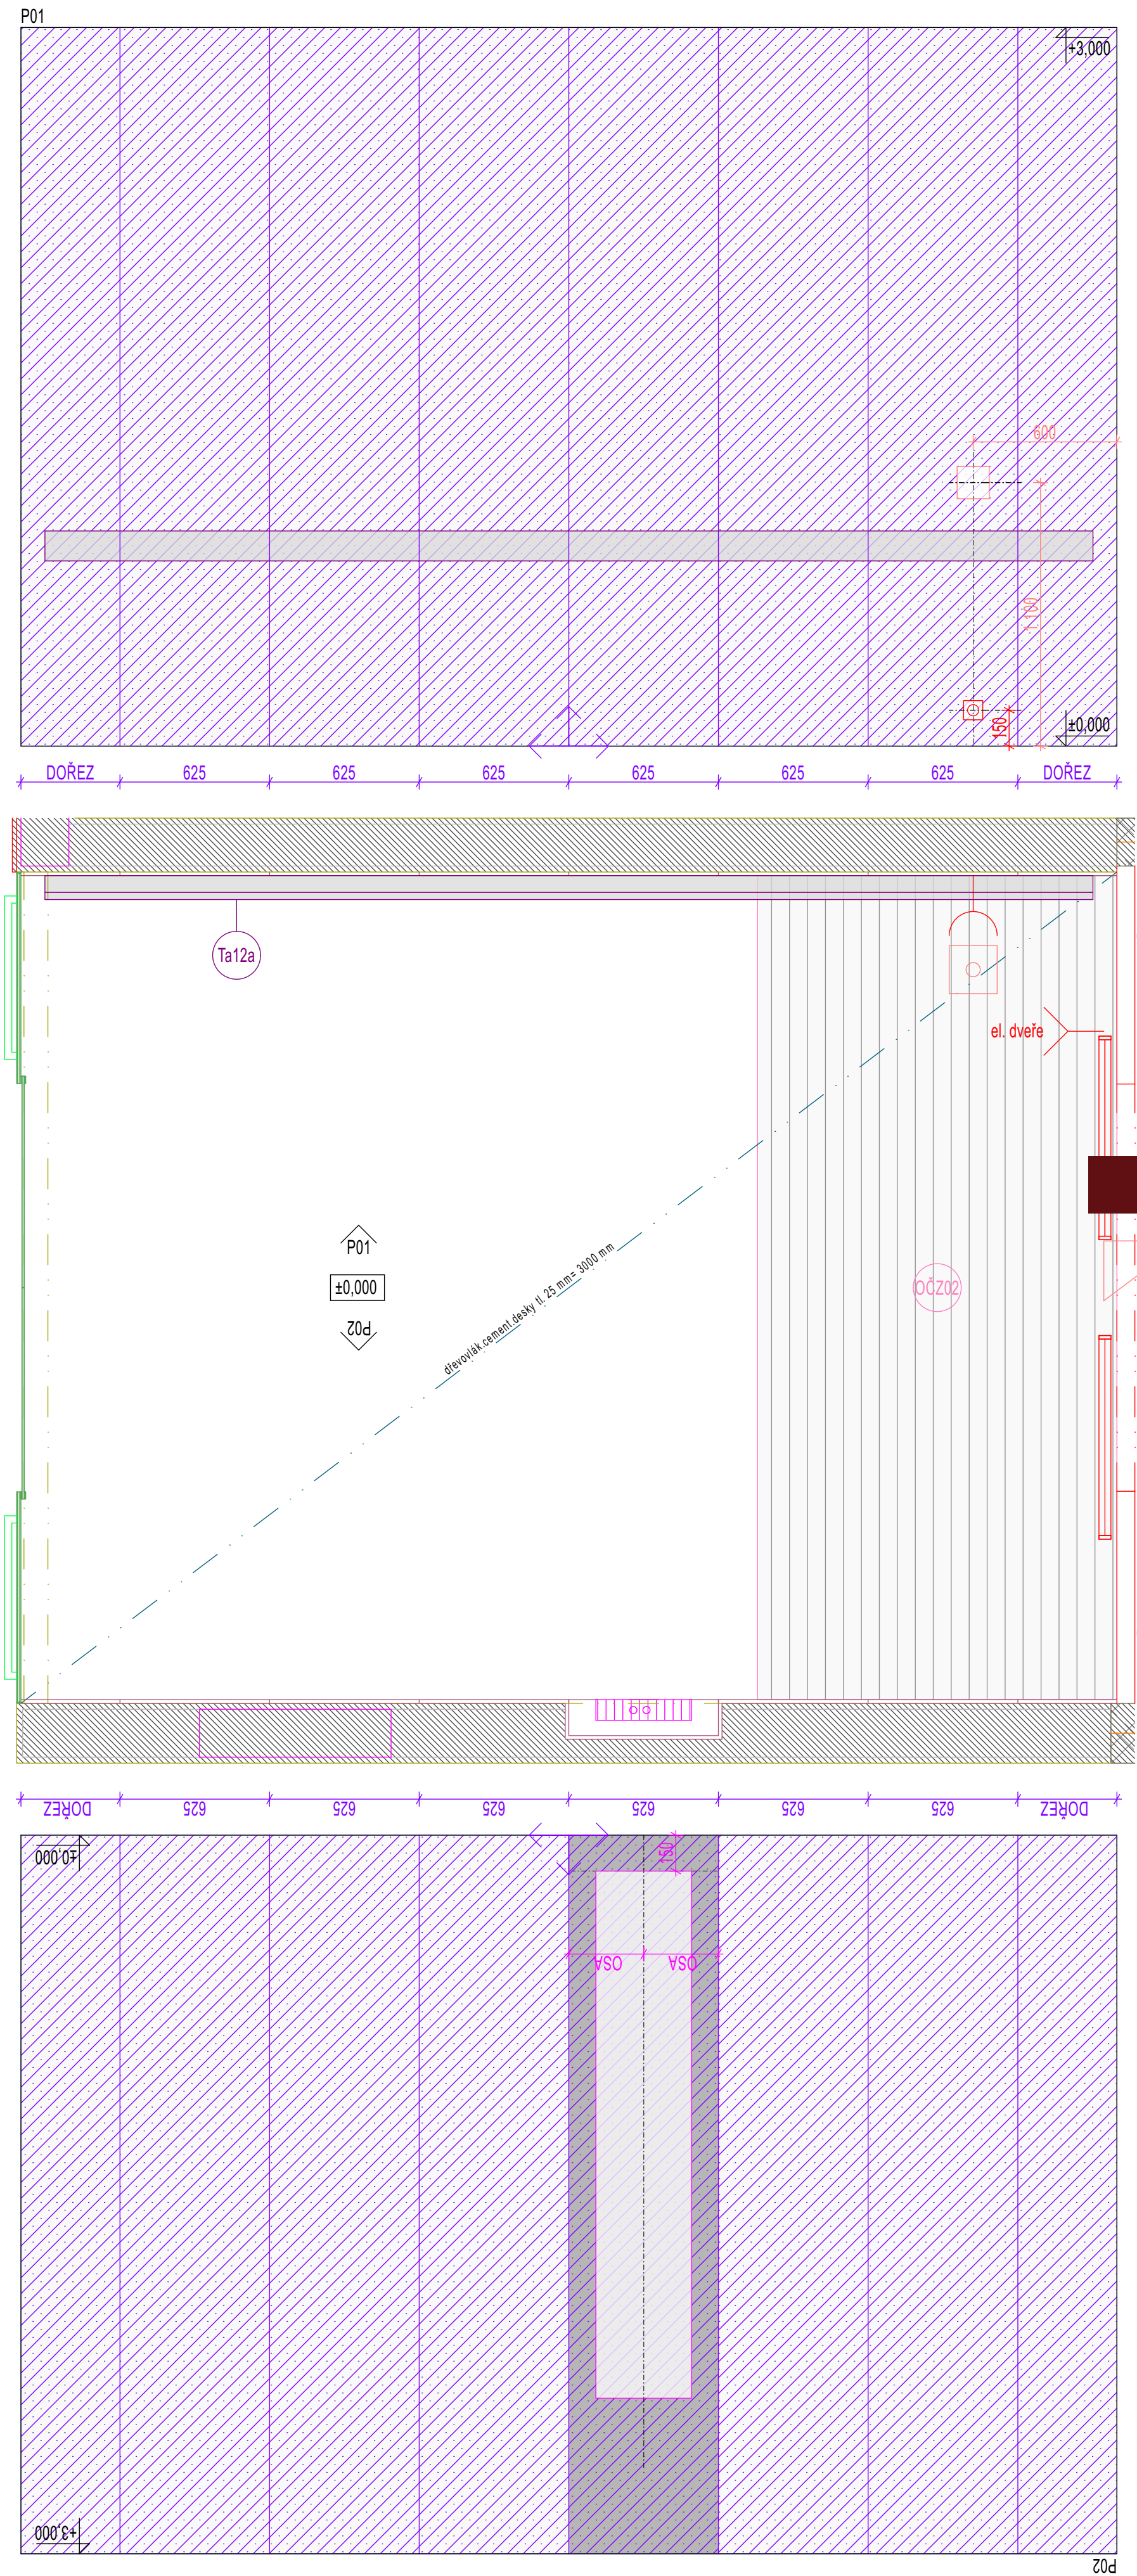 P01
+3,000
600
1.100
150
±0,000
DOŘEZ 625 625 625 625 625 625 DOŘEZ
Ta12a
el. dveře
P01
±0,000
P02
OČZ02
dřevovlák.cement.desky tl. 25 mm= 3000 mm
DOŘEZ 625 625 625 625 625 625 DOŘEZ
±0,000
150
OSA OSA
+3,000
P02